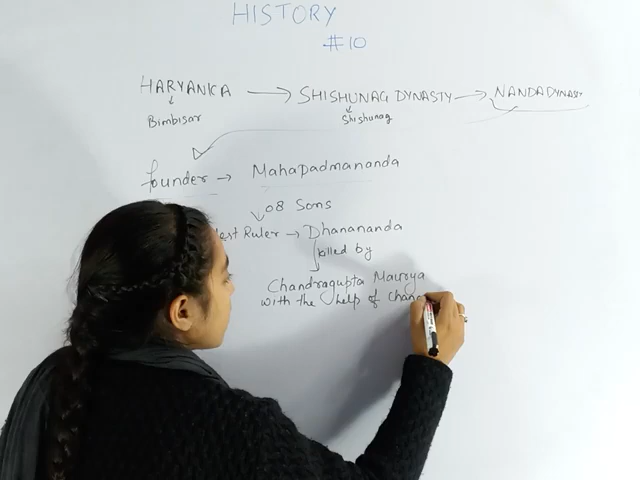 HISTORY
#10
HARYANKA → SHISHUNAG DYNASTY → NANDA DYNASTY
Bimbisar Shishunag
founder → Mahapadmananda
08 Sons
Ruler → Dhanananda
killed by
Chandragupta Maurya
with the help of